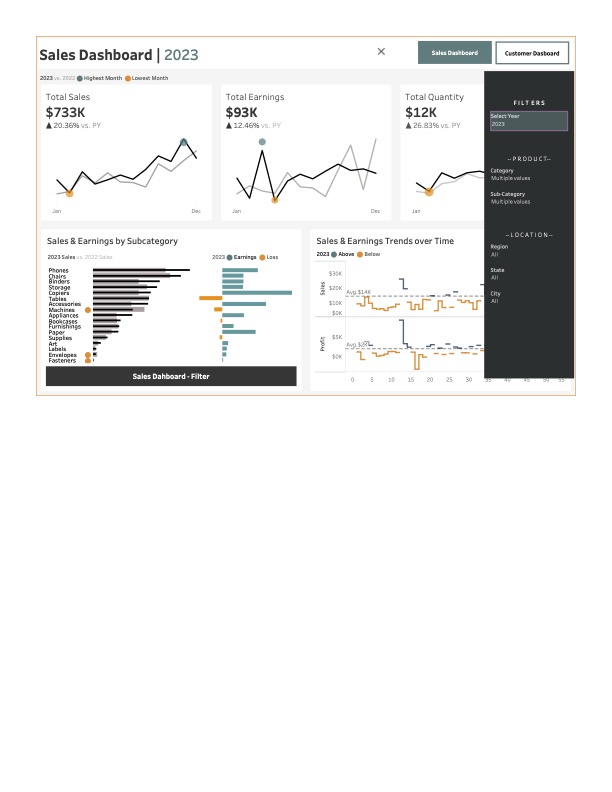 Sales Dashboard | 2023
×
Sales Dasboard
Customer Dasboard
2023 vs. 2022 Highest Month Lowest Month
Total Sales
$733K
▲ 20.36% vs. PY
Jan Dec
Total Earnings
$93K
▲ 12.46% vs. PY
Jan Dec
Total Quantity
$12K
▲ 26.83% vs. PY
Jan
FILTERS
Select Year
2023
--PRODUCT--
Category
Multiple values
Sub-Category
Multiple values
--LOCATION--
Region
All
State
All
City
All
Sales & Earnings by Subcategory
2023 Sales vs. 2022 Sales
2023 Earnings Loss
Phones
Chairs
Binders
Storage
Copiers
Tables
Accessories
Machines
Appliances
Bookcases
Furnishings
Paper
Supplies
Art
Labels
Envelopes
Fasteners
Sales Dahboard - Filter
Sales & Earnings Trends over Time
2023 Above Below
Sales
$30K
$20K
$10K
$0K
Avg. $14K
Profit
$5K
$0K
Avg. $2K
0 5 10 15 20 25 30 35 40 45 50 55